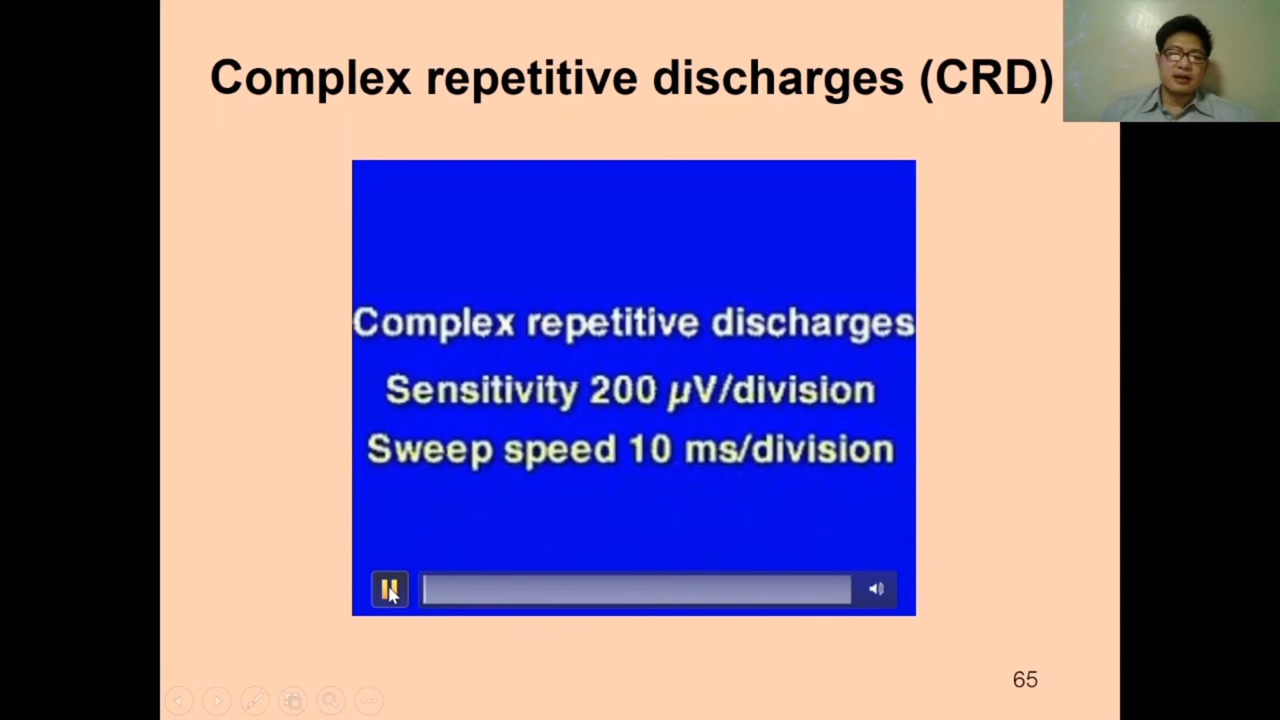 Complex repetitive discharges (CRD)
Complex repetitive discharges
Sensitivity 200 µV/division
Sweep speed 10 ms/division
65